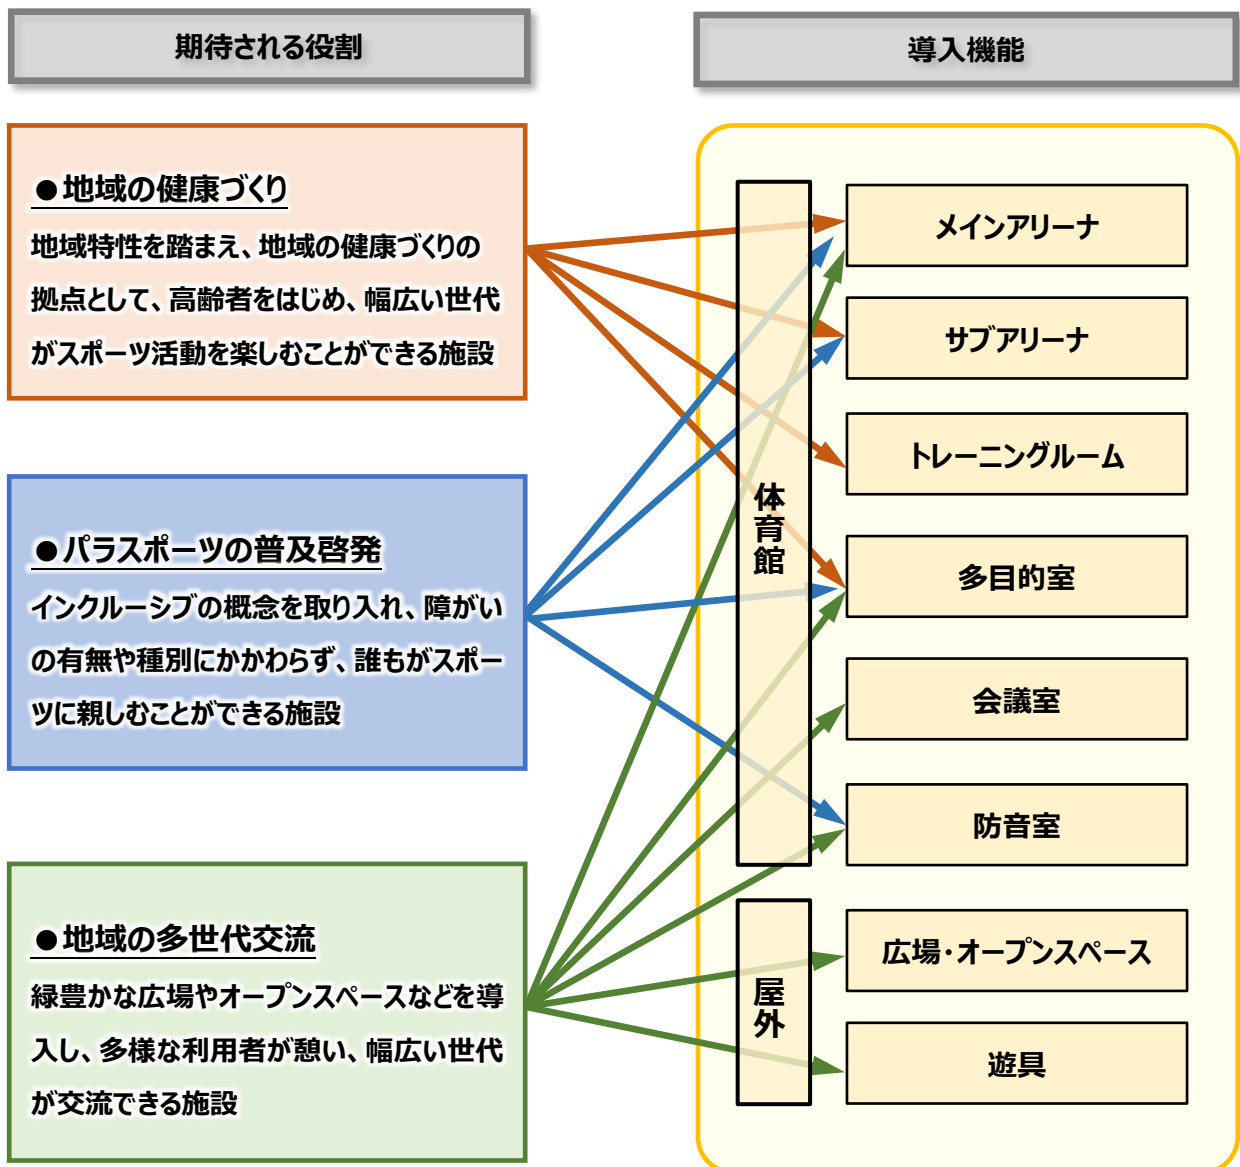 期待される役割
導入機能
●地域の健康づくり
地域特性を踏まえ、地域の健康づくりの
拠点として、高齢者をはじめ、幅広い世代
がスポーツ活動を楽しむことができる施設
●パラスポーツの普及啓発
インクルーシブの概念を取り入れ、障がい
の有無や種別にかかわらず、誰もがスポー
ツに親しむことができる施設
●地域の多世代交流
緑豊かな広場やオープンスペースなどを導
入し、多様な利用者が憩い、幅広い世代
が交流できる施設
体育館
メインアリーナ
サブアリーナ
トレーニングルーム
多目的室
会議室
防音室
屋外
広場・オープンスペース
遊具